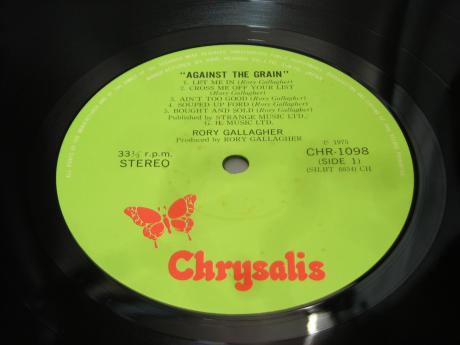 "AGAINST THE GRAIN"
1. LET ME IN (Rory Gallagher)
2. CROSS ME OFF YOUR LIST
(Rory Gallagher)
3. AIN'T TOO GOOD (Rory Gallagher)
4. SOUPED UP FORD (Rory Gallagher)
5. BOUGHT AND SOLD (Rory Gallagher)
Published by STRANGE MUSIC LTD.,
G. H. MUSIC LTD.
RORY GALLAGHER
Produced by RORY GALLAGHER
33⅓ r.p.m.
STEREO
℗ 1975
CHR-1098
(SIDE 1)
CH
Chrysalis